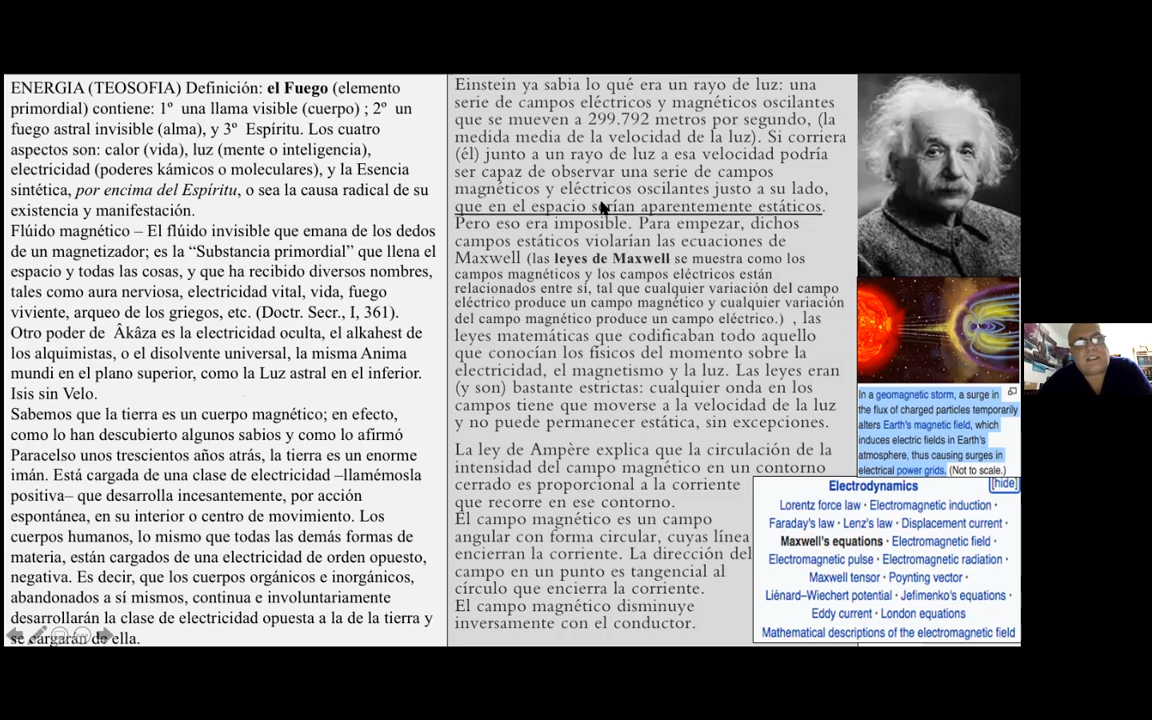 ENERGIA (TEOSOFIA) Definición: el Fuego (elemento
primordial) contiene: 1º una llama visible (cuerpo) ; 2º un
fuego astral invisible (alma), y 3º Espíritu. Los cuatro
aspectos son: calor (vida), luz (mente o inteligencia),
electricidad (poderes kámicos o moleculares), y la Esencia
sintética, por encima del Espíritu, o sea la causa radical de su
existencia y manifestación.
Flúido magnético – El flúido invisible que emana de los dedos
de un magnetizador; es la “Substancia primordial” que llena el
espacio y todas las cosas, y que ha recibido diversos nombres,
tales como aura nerviosa, electricidad vital, vida, fuego
viviente, arqueo de los griegos, etc. (Doctr. Secr., I, 361).
Otro poder de Âkâza es la electricidad oculta, el alkahest de
los alquimistas, o el disolvente universal, la misma Anima
mundi en el plano superior, como la Luz astral en el inferior.
Isis sin Velo.
Sabemos que la tierra es un cuerpo magnético; en efecto,
como lo han descubierto algunos sabios y como lo afirmó
Paracelso unos trescientos años atrás, la tierra es un enorme
imán. Está cargada de una clase de electricidad –llamémosla
positiva– que desarrolla incesantemente, por acción
espontánea, en su interior o centro de movimiento. Los
cuerpos humanos, lo mismo que todas las demás formas de
materia, están cargados de una electricidad de orden opuesto,
negativa. Es decir, que los cuerpos orgánicos e inorgánicos,
abandonados a sí mismos, continua e involuntariamente
desarrollarán la clase de electricidad opuesta a la de la tierra y
se cargarán de ella.
Einstein ya sabia lo qué era un rayo de luz: una
serie de campos eléctricos y magnéticos oscilantes
que se mueven a 299.792 metros por segundo, (la
medida media de la velocidad de la luz). Si corriera
(él) junto a un rayo de luz a esa velocidad podría
ser capaz de observar una serie de campos
magnéticos y eléctricos oscilantes justo a su lado,
que en el espacio serían aparentemente estáticos.
Pero eso era imposible. Para empezar, dichos
campos estáticos violarían las ecuaciones de
Maxwell (las leyes de Maxwell se muestra como los
campos magnéticos y los campos eléctricos están
relacionados entre sí, tal que cualquier variación del campo
eléctrico produce un campo magnético y cualquier variación
del campo magnético produce un campo eléctrico.) , las
leyes matemáticas que codificaban todo aquello
que conocían los físicos del momento sobre la
electricidad, el magnetismo y la luz. Las leyes eran
(y son) bastante estrictas: cualquier onda en los
campos tiene que moverse a la velocidad de la luz
y no puede permanecer estática, sin excepciones.
La ley de Ampère explica que la circulación de la
intensidad del campo magnético en un contorno
cerrado es proporcional a la corriente
que recorre en ese contorno.
El campo magnético es un campo
angular con forma circular, cuyas línea
encierran la corriente. La dirección del
campo en un punto es tangencial al
círculo que encierra la corriente.
El campo magnético disminuye
inversamente con el conductor.
In a geomagnetic storm, a surge in
the flux of charged particles temporarily
alters Earth's magnetic field, which
induces electric fields in Earth's
atmosphere, thus causing surges in
electrical power grids. (Not to scale.)
Electrodynamics [hide]
Lorentz force law · Electromagnetic induction ·
Faraday's law · Lenz's law · Displacement current ·
Maxwell's equations · Electromagnetic field ·
Electromagnetic pulse · Electromagnetic radiation ·
Maxwell tensor · Poynting vector ·
Liénard–Wiechert potential · Jefimenko's equations ·
Eddy current · London equations
Mathematical descriptions of the electromagnetic field